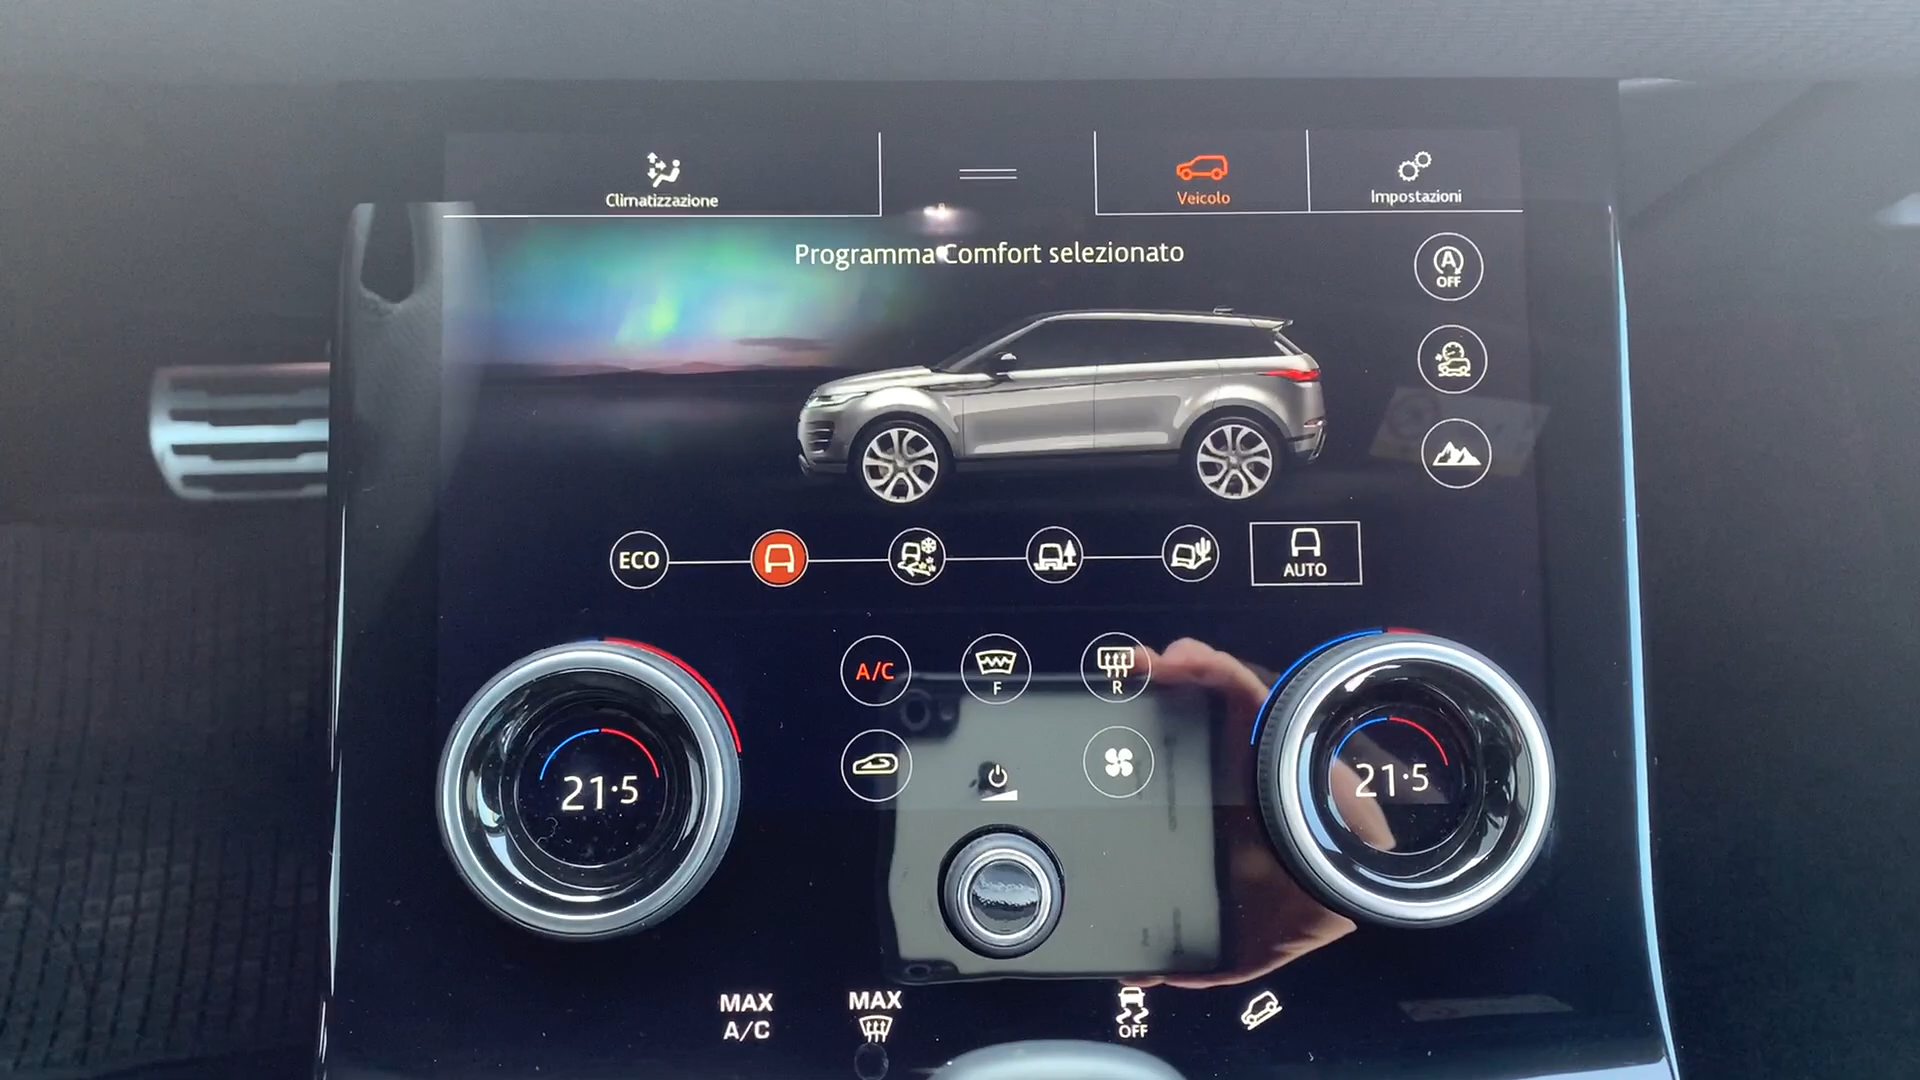 Climatizzazione
Veicolo
Impostazioni
Programma Comfort selezionato
A
OFF
ECO
AUTO
A/C
F
R
21·5
21·5
MAX
A/C
MAX
OFF